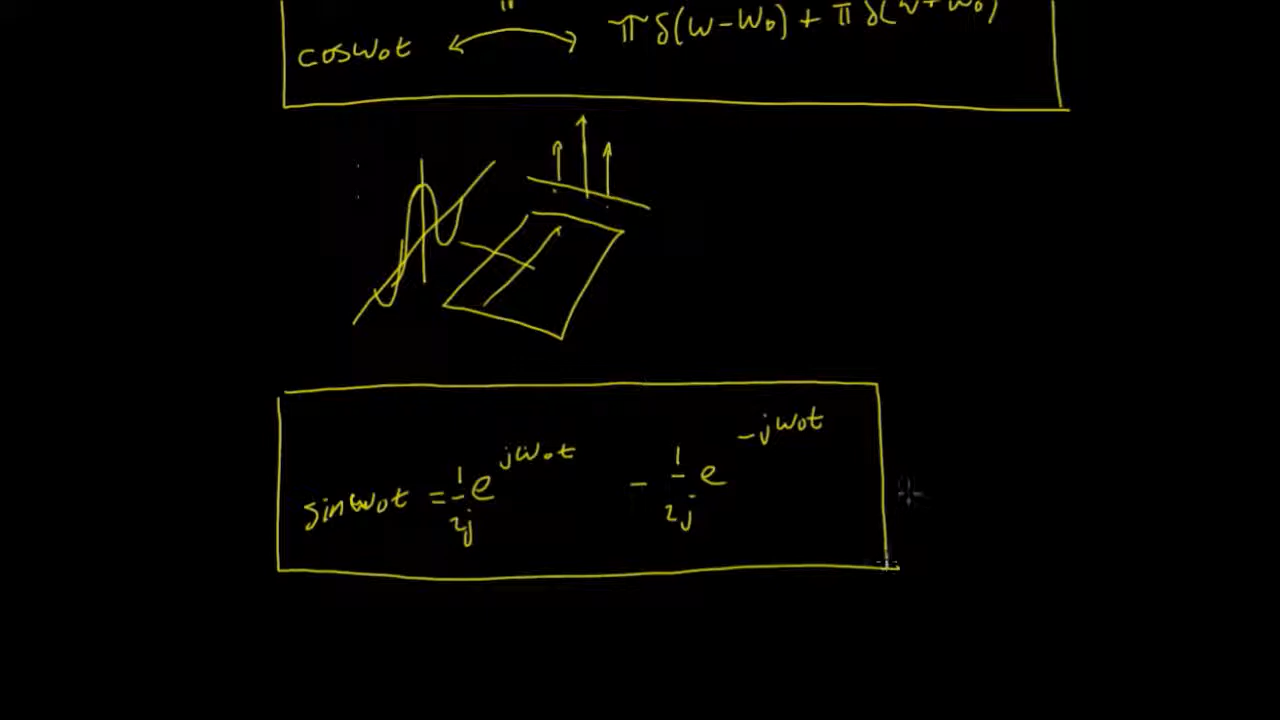 cosω₀t ⟷ πδ(ω-ω₀) + πδ(ω+ω₀)
sinω₀t = 1/2j e^jω₀t - 1/2j e^-jω₀t